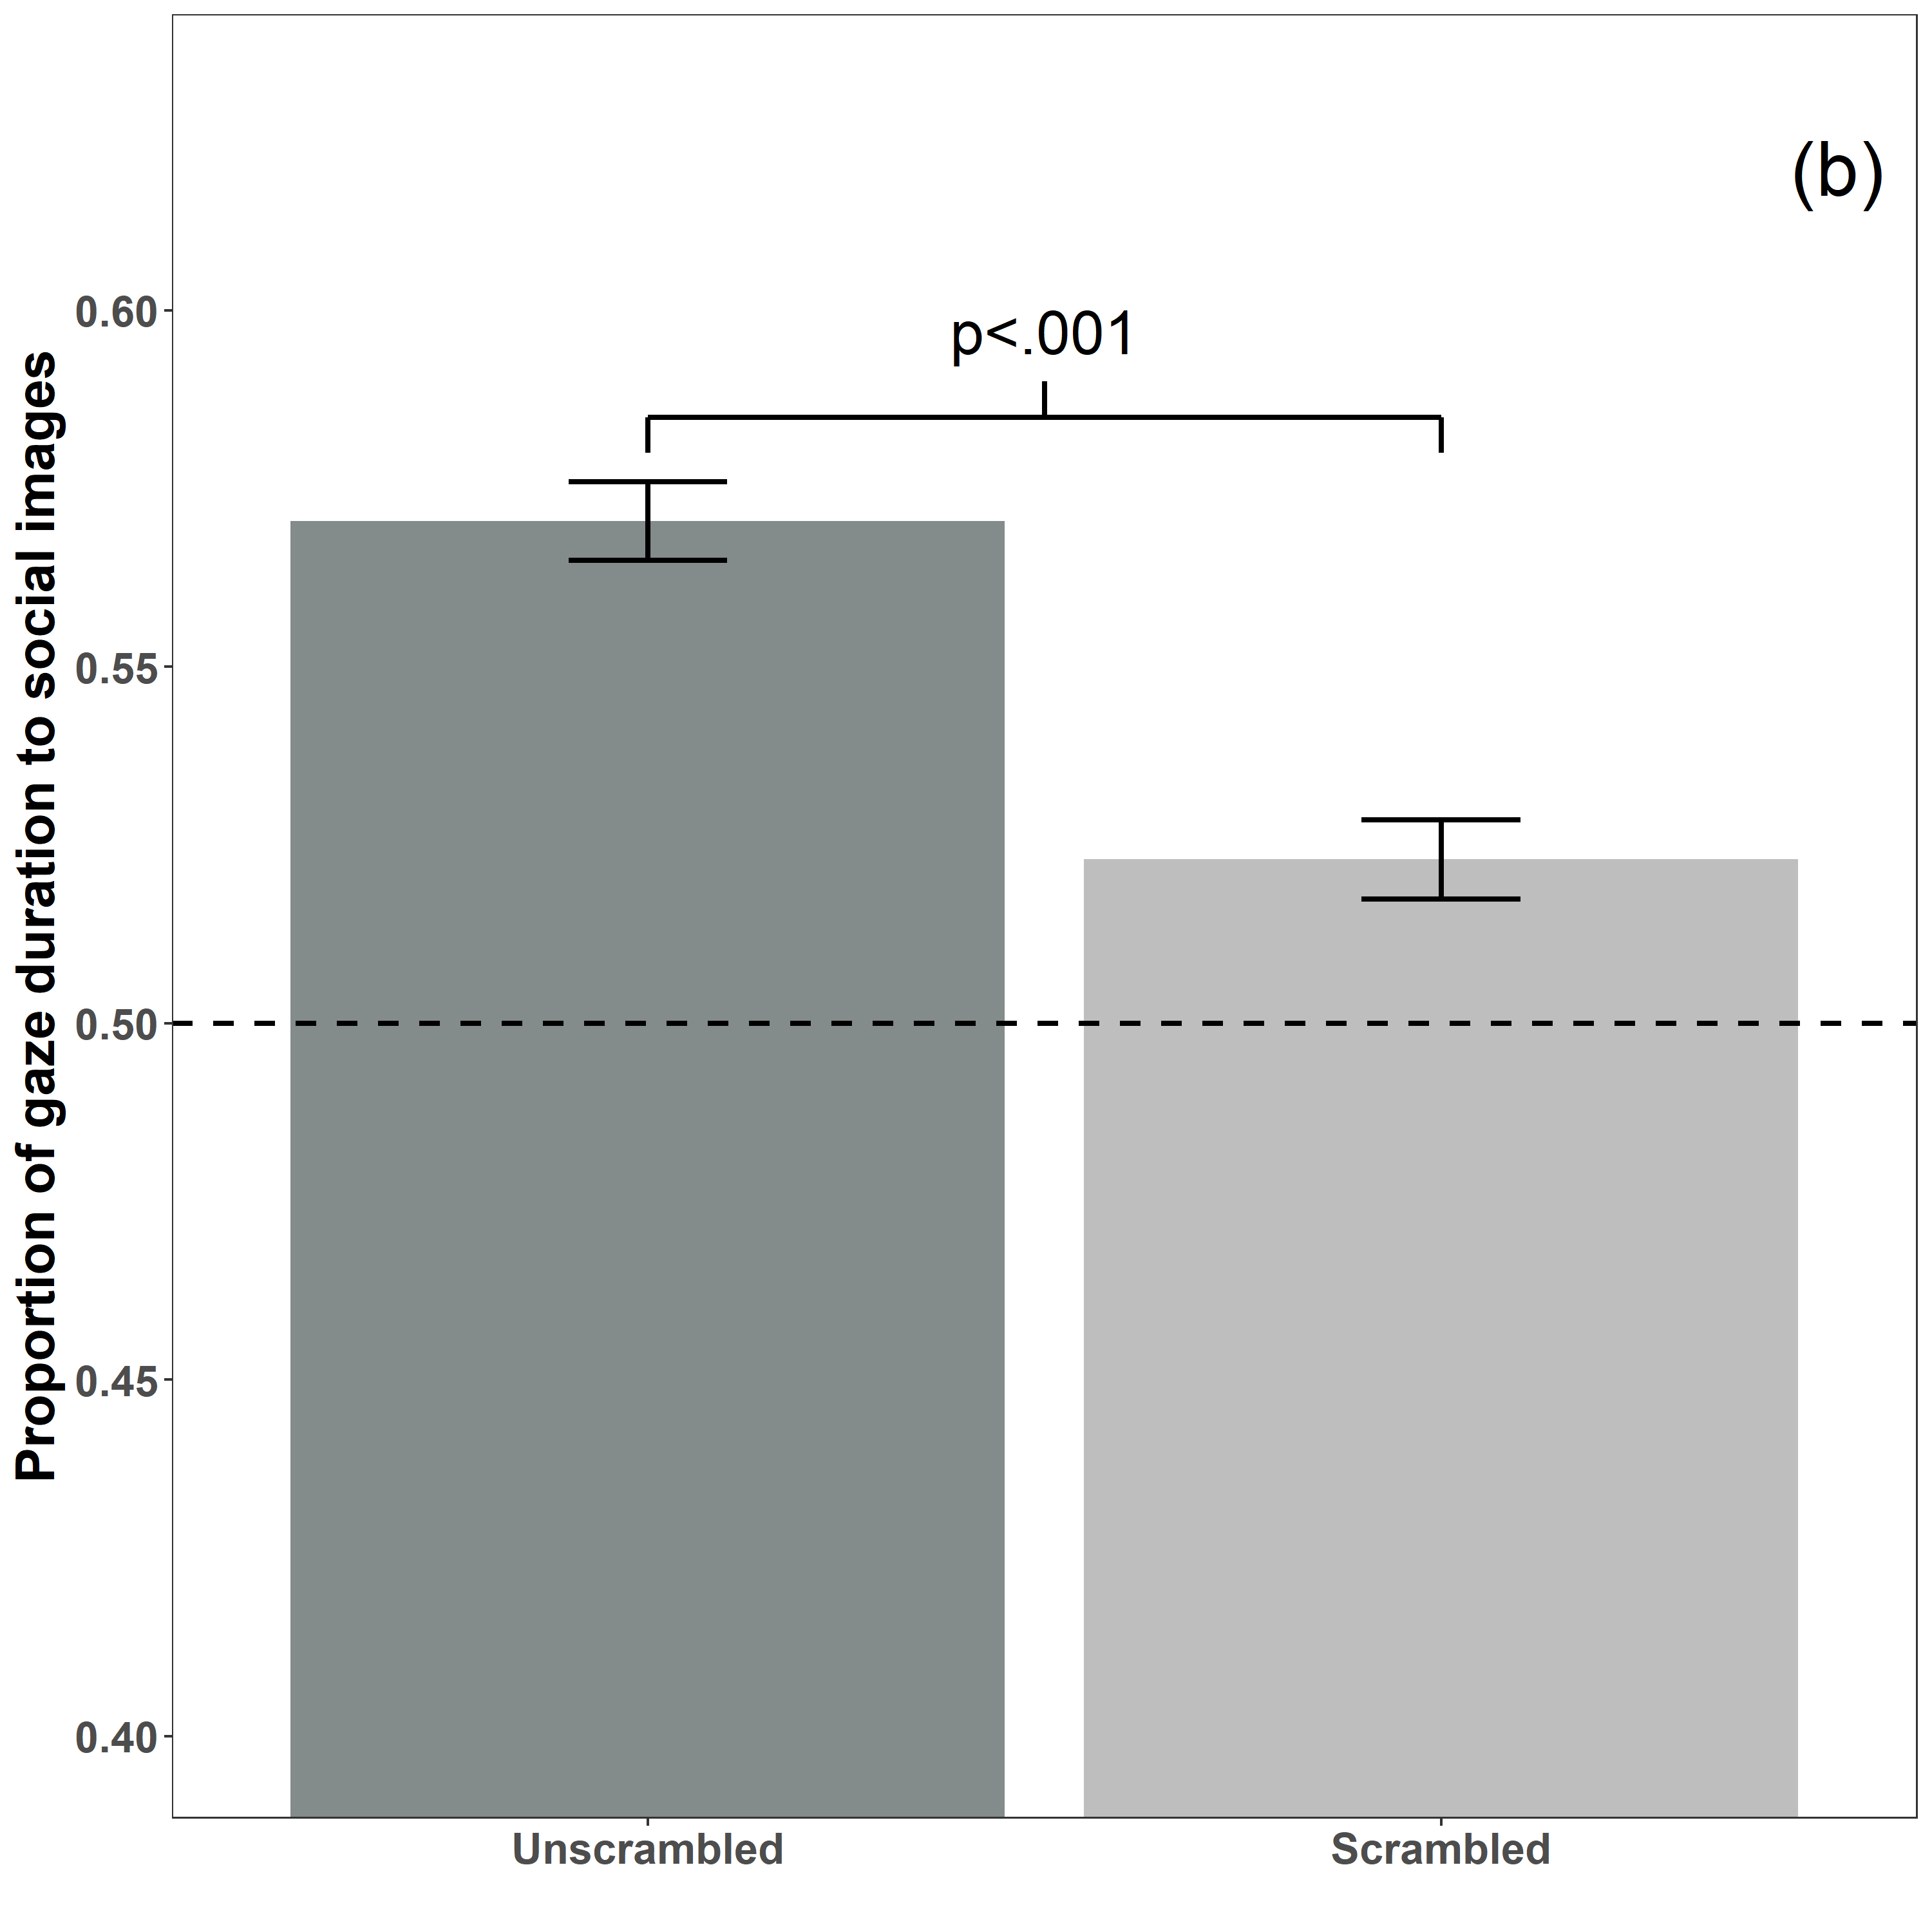 (b)
0.60
p<.001
0.55
0.50
0.45
0.40
Proportion of gaze duration to social images
Unscrambled
Scrambled